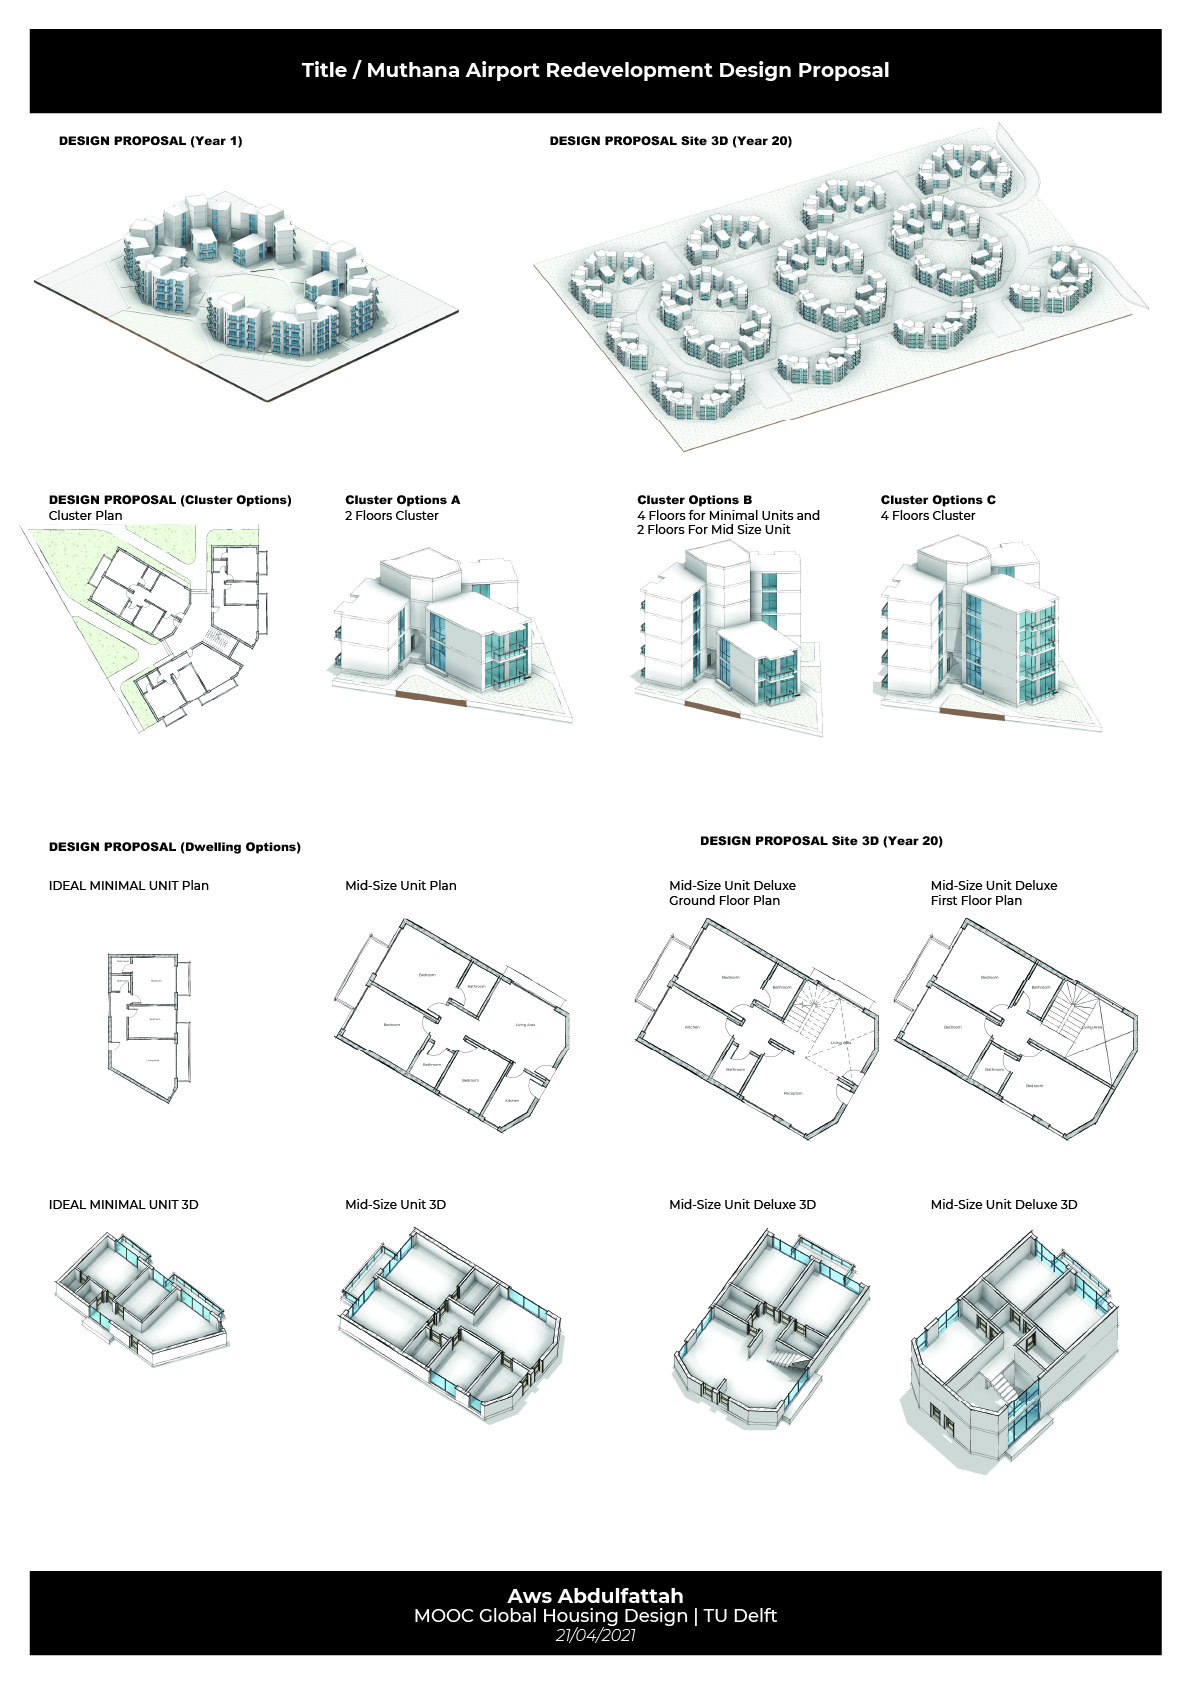 Title / Muthana Airport Redevelopment Design Proposal
DESIGN PROPOSAL (Year 1)
DESIGN PROPOSAL Site 3D (Year 20)
DESIGN PROPOSAL (Cluster Options)
Cluster Plan
Cluster Options A
2 Floors Cluster
Cluster Options B
4 Floors for Minimal Units and
2 Floors For Mid Size Unit
Cluster Options C
4 Floors Cluster
DESIGN PROPOSAL (Dwelling Options)
DESIGN PROPOSAL Site 3D (Year 20)
IDEAL MINIMAL UNIT Plan
Mid-Size Unit Plan
Mid-Size Unit Deluxe
Ground Floor Plan
Mid-Size Unit Deluxe
First Floor Plan
Bedroom
Bathroom
Bedroom
Living Area
Bathroom
Bedroom
Kitchen
Bedroom
Bathroom
Kitchen
Living Area
Bathroom
Reception
Bedroom
Bathroom
Bedroom
Living Area
Bathroom
Bedroom
IDEAL MINIMAL UNIT 3D
Mid-Size Unit 3D
Mid-Size Unit Deluxe 3D
Mid-Size Unit Deluxe 3D
Aws Abdulfattah
MOOC Global Housing Design | TU Delft
21/04/2021